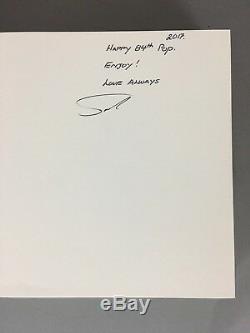 2017.
HAPPY 84th Pop.
ENJOY!
LOVE ALWAYS